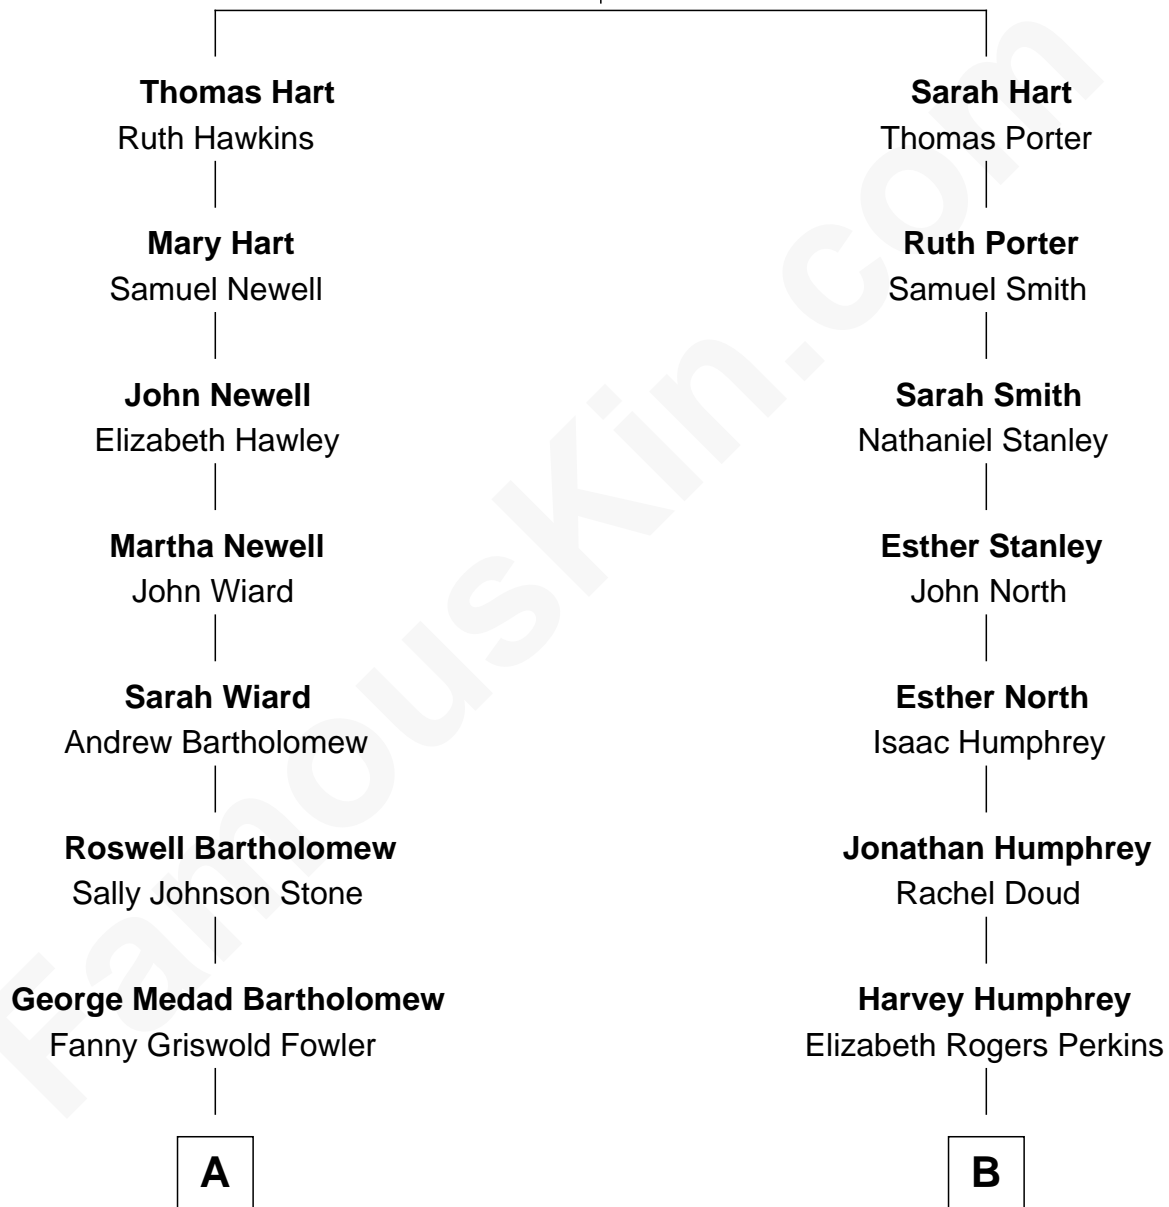 Thomas Hart
Ruth Hawkins
Mary Hart
Samuel Newell
John Newell
Elizabeth Hawley
Martha Newell
John Wiard
Sarah Wiard
Andrew Bartholomew
Roswell Bartholomew
Sally Johnson Stone
George Medad Bartholomew
Fanny Griswold Fowler
A
Sarah Hart
Thomas Porter
Ruth Porter
Samuel Smith
Sarah Smith
Nathaniel Stanley
Esther Stanley
John North
Esther North
Isaac Humphrey
Jonathan Humphrey
Rachel Doud
Harvey Humphrey
Elizabeth Rogers Perkins
B
FamousKin.com